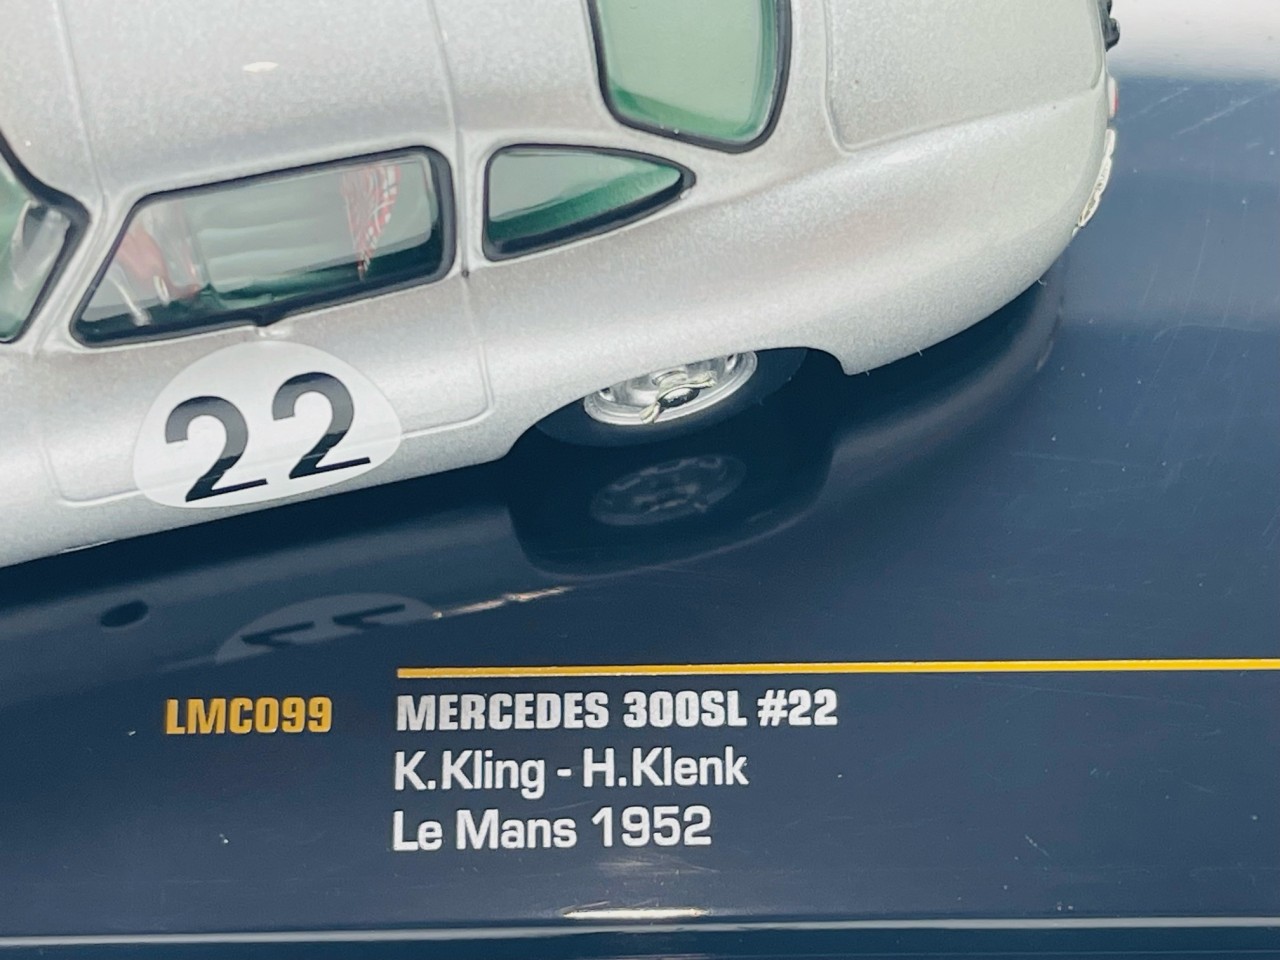 22
LMC099 MERCEDES 300SL #22
K.Kling - H.Klenk
Le Mans 1952